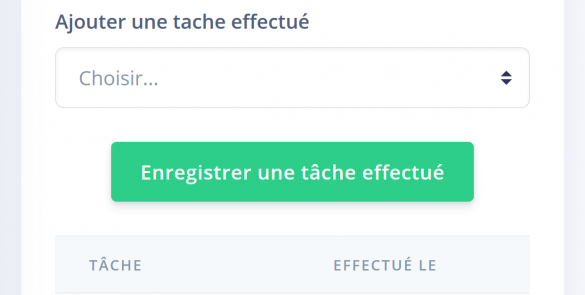 Ajouter une tache effectué
Choisir...
Enregistrer une tâche effectué
TÂCHE EFFECTUÉ LE